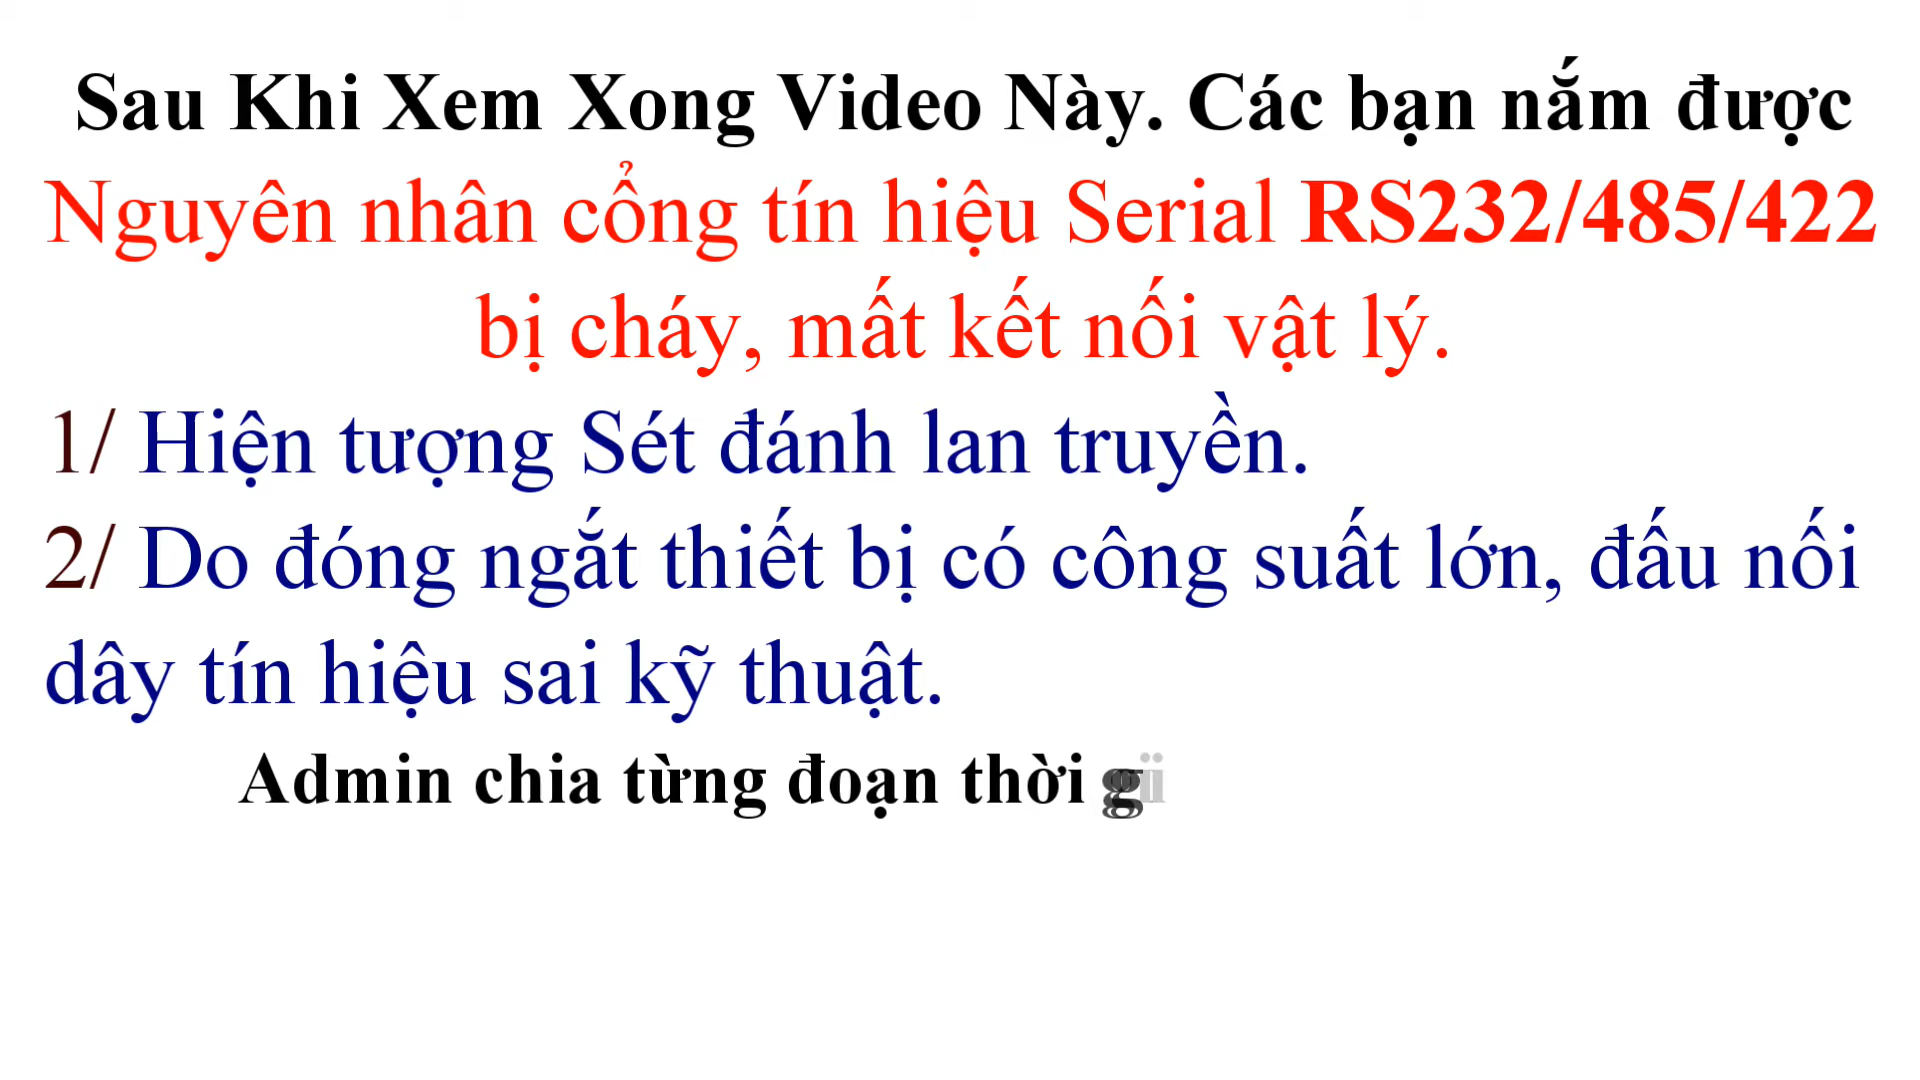 Sau Khi Xem Xong Video Này. Các bạn nắm được
Nguyên nhân cổng tín hiệu Serial RS232/485/422
bị cháy, mất kết nối vật lý.
1/ Hiện tượng Sét đánh lan truyền.
2/ Do đóng ngắt thiết bị có công suất lớn, đấu nối
dây tín hiệu sai kỹ thuật.
Admin chia từng đoạn thời